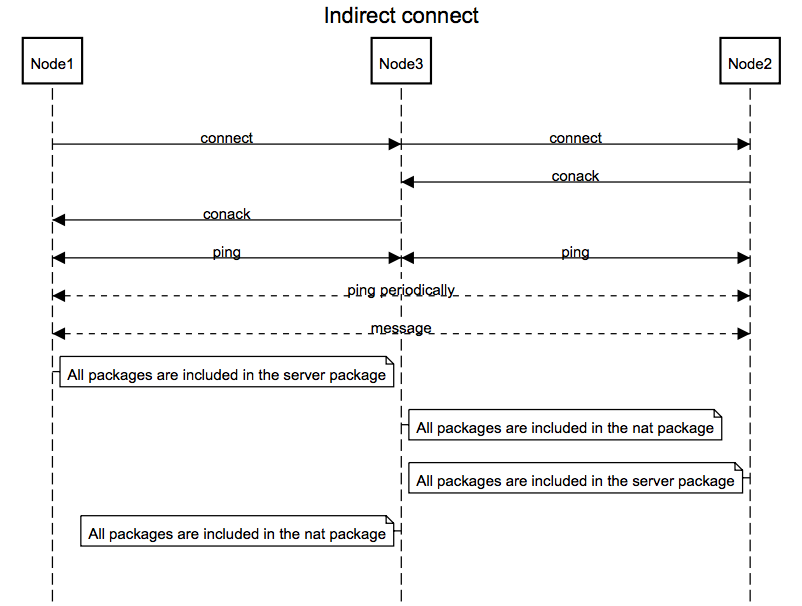 Indirect connect
Node1
Node3
Node2
connect
connect
conack
conack
ping
ping
ping periodically
message
All packages are included in the server package
All packages are included in the nat package
All packages are included in the server package
All packages are included in the nat package